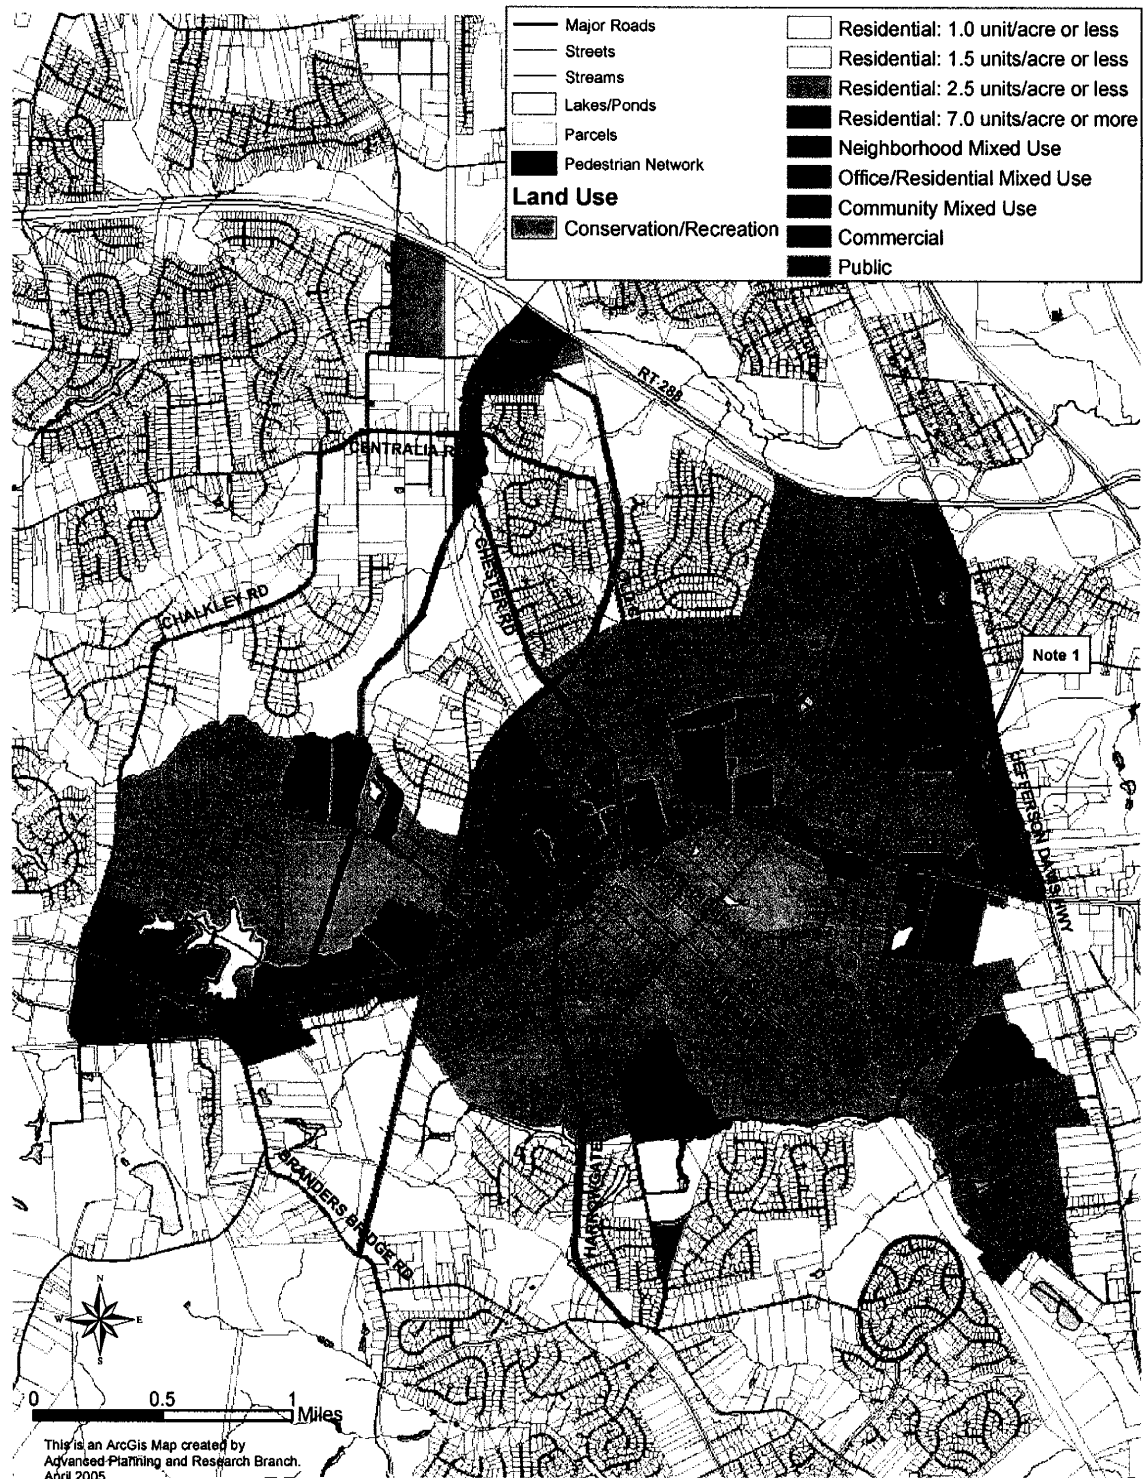 Major Roads
Streets
Streams
Lakes/Ponds
Parcels
Pedestrian Network
Land Use
Conservation/Recreation
Residential: 1.0 unit/acre or less
Residential: 1.5 units/acre or less
Residential: 2.5 units/acre or less
Residential: 7.0 units/acre or more
Neighborhood Mixed Use
Office/Residential Mixed Use
Community Mixed Use
Commercial
Public
RT 288
CENTRALIA R
CHESTER RD
CHALKLEY RD
Note 1
JEFFERSON DAVIS HWY
HARROWGATE
BRANDERS BRIDGE RD
N
W E
S
0 0.5 1
Miles
This is an ArcGis Map created by
Advanced Planning and Research Branch.
April 2005